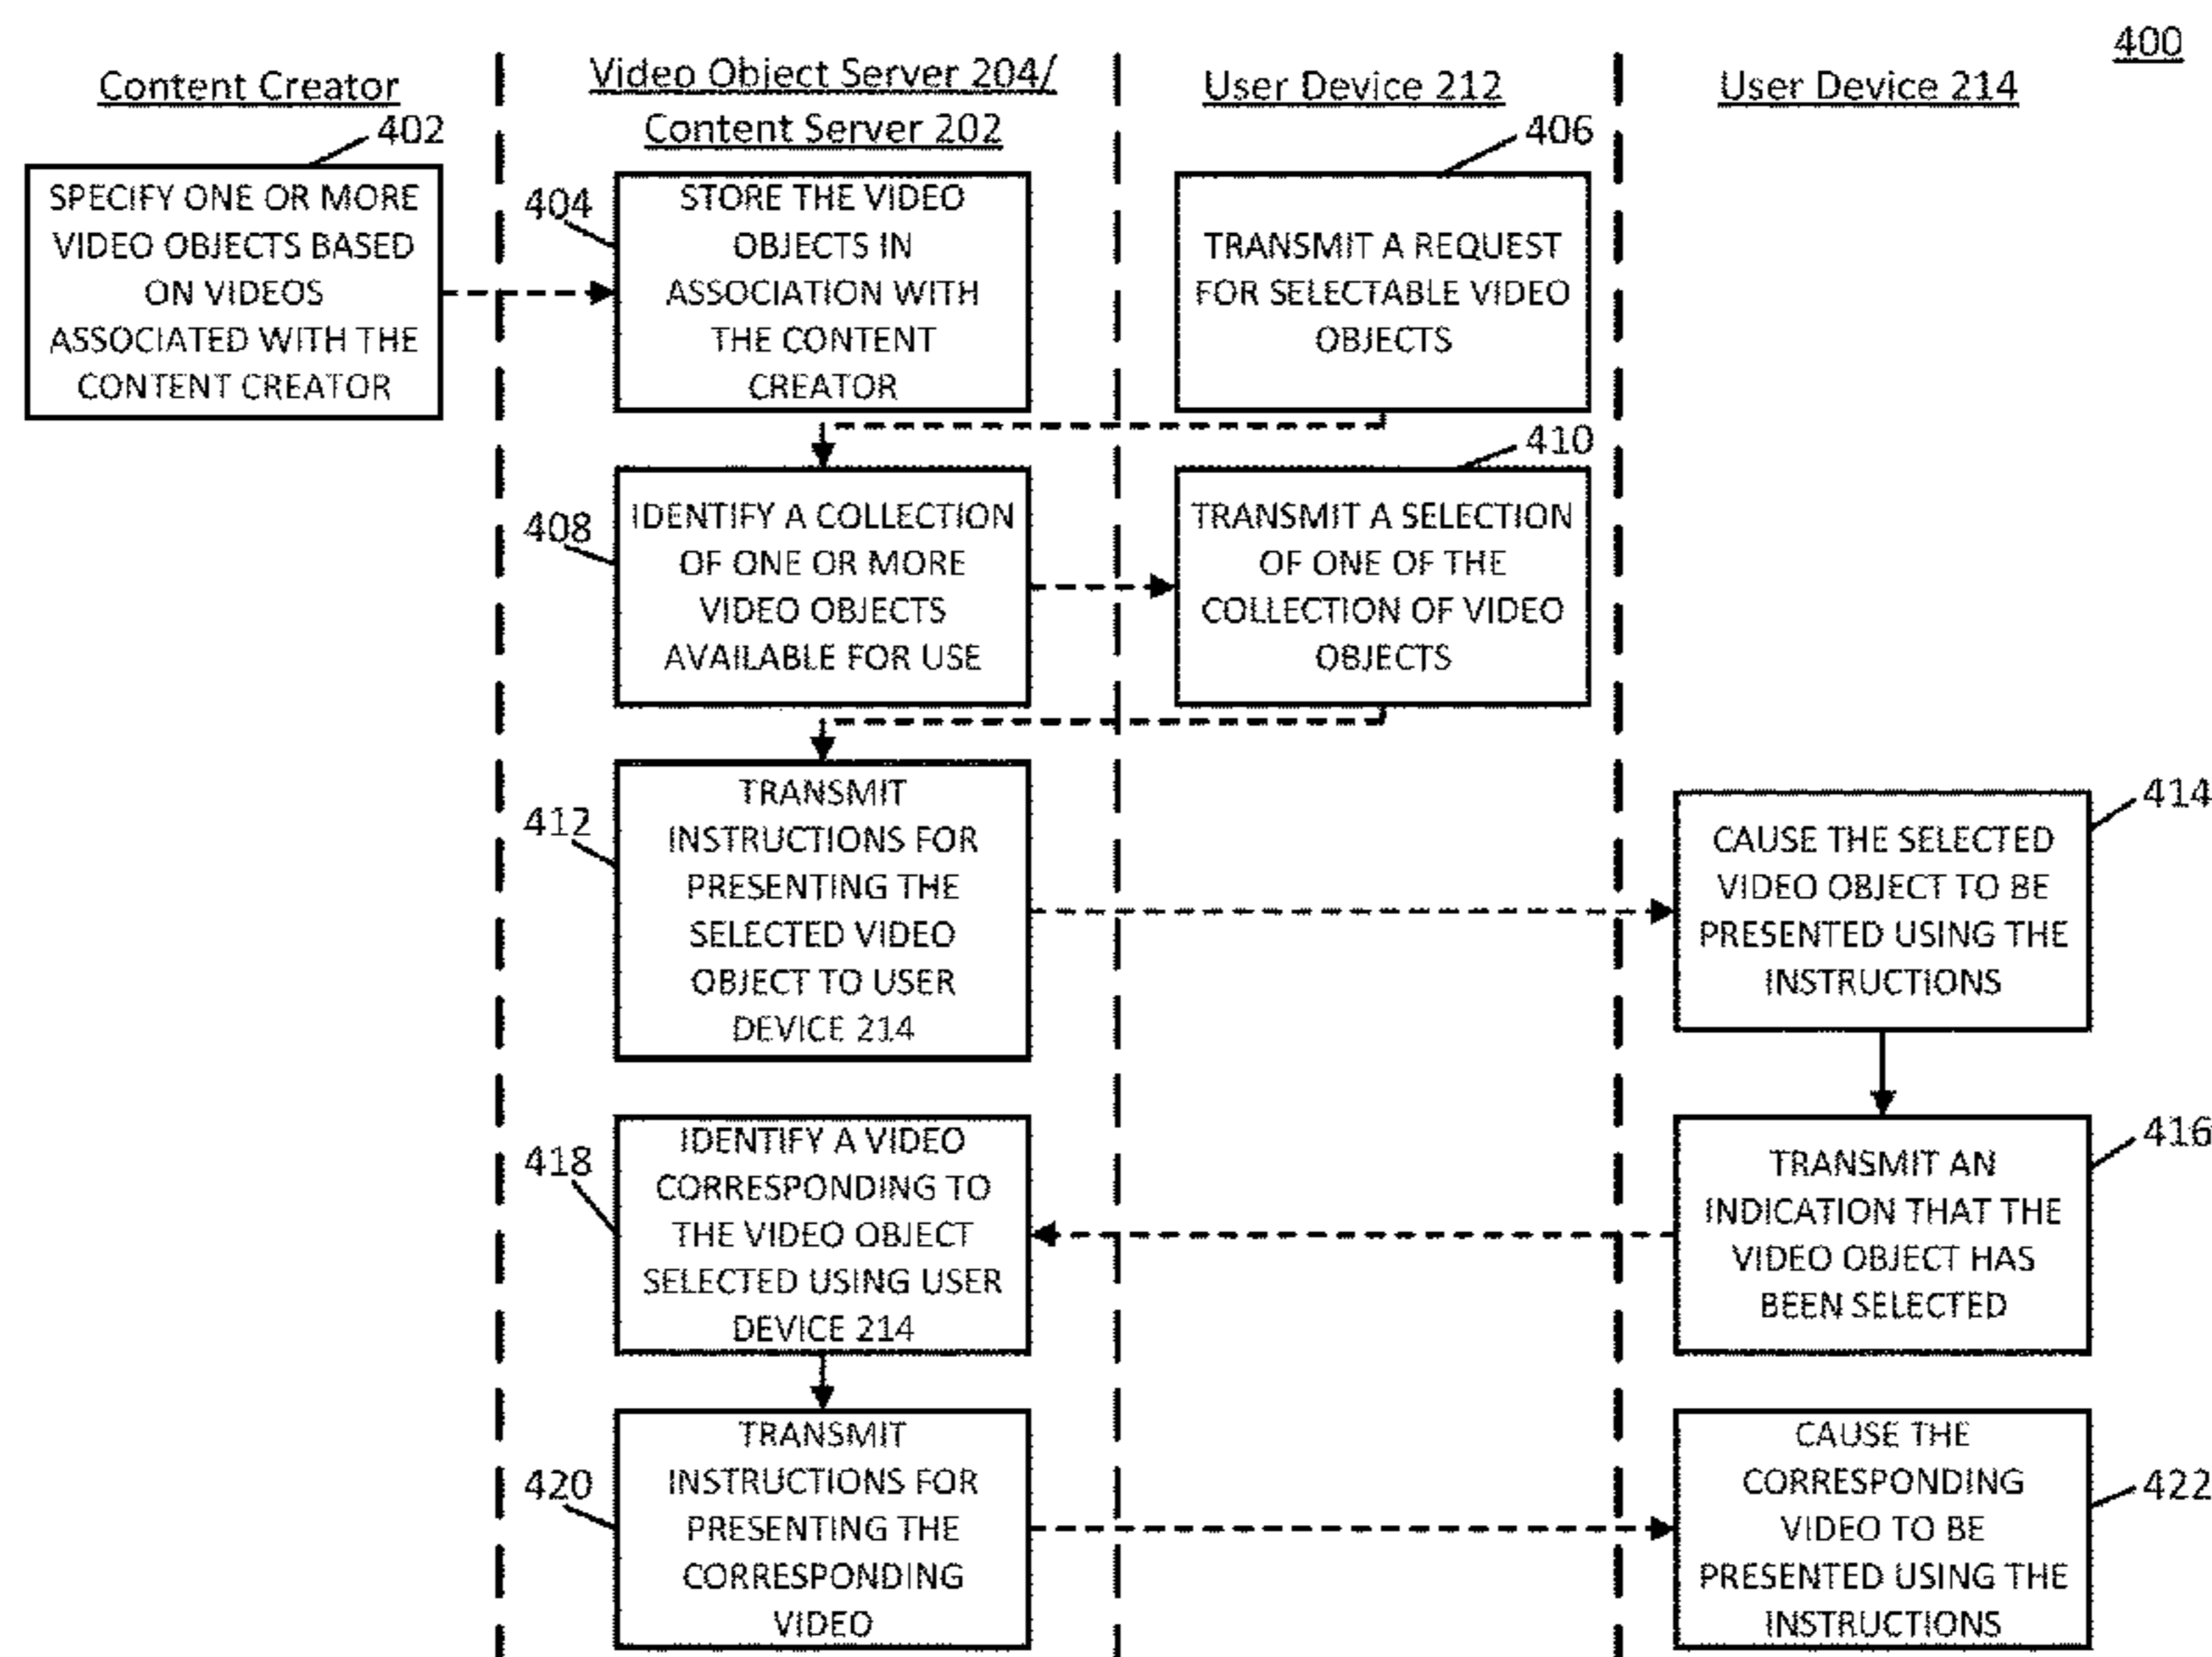 400
Content Creator
Video Object Server 204/
Content Server 202
User Device 212
User Device 214
402
SPECIFY ONE OR MORE
VIDEO OBJECTS BASED
ON VIDEOS
ASSOCIATED WITH THE
CONTENT CREATOR
404
STORE THE VIDEO
OBJECTS IN
ASSOCIATION WITH
THE CONTENT
CREATOR
406
TRANSMIT A REQUEST
FOR SELECTABLE VIDEO
OBJECTS
408
IDENTIFY A COLLECTION
OF ONE OR MORE
VIDEO OBJECTS
AVAILABLE FOR USE
410
TRANSMIT A SELECTION
OF ONE OF THE
COLLECTION OF VIDEO
OBJECTS
412
TRANSMIT
INSTRUCTIONS FOR
PRESENTING THE
SELECTED VIDEO
OBJECT TO USER
DEVICE 214
414
CAUSE THE SELECTED
VIDEO OBJECT TO BE
PRESENTED USING THE
INSTRUCTIONS
416
TRANSMIT AN
INDICATION THAT THE
VIDEO OBJECT HAS
BEEN SELECTED
418
IDENTIFY A VIDEO
CORRESPONDING TO
THE VIDEO OBJECT
SELECTED USING USER
DEVICE 214
420
TRANSMIT
INSTRUCTIONS FOR
PRESENTING THE
CORRESPONDING
VIDEO
422
CAUSE THE
CORRESPONDING
VIDEO TO BE
PRESENTED USING THE
INSTRUCTIONS